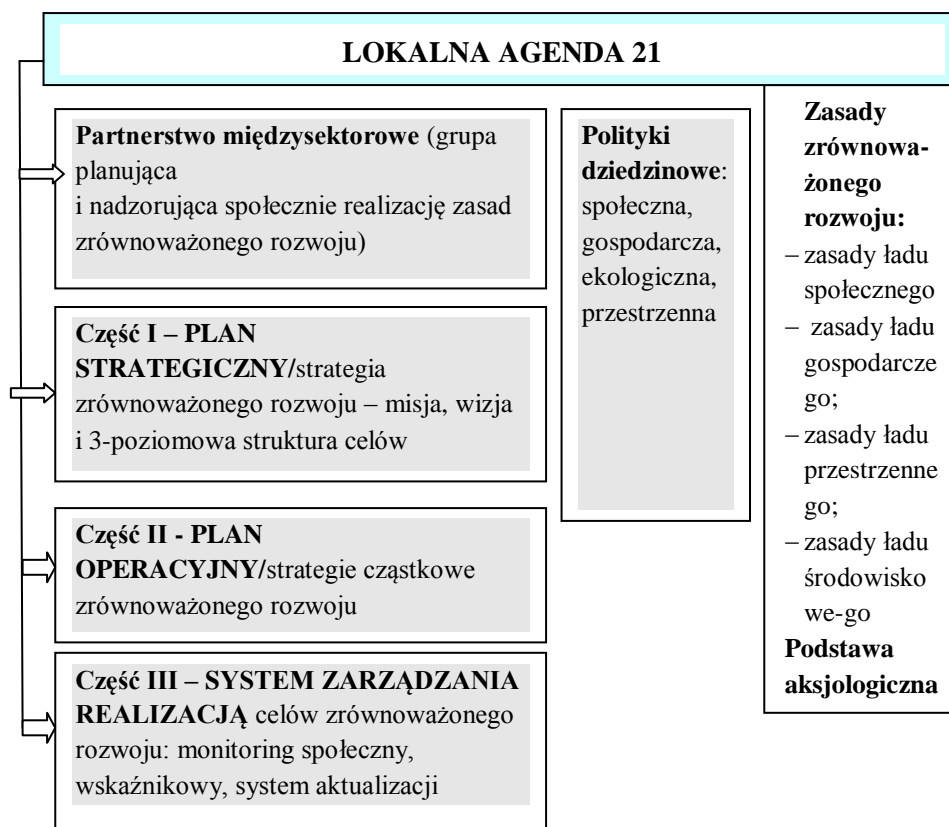 LOKALNA AGENDA 21
Partnerstwo międzysektorowe (grupa
planująca
i nadzorująca społecznie realizację zasad
zrównoważonego rozwoju)
Część I – PLAN
STRATEGICZNY/strategia
zrównoważonego rozwoju – misja, wizja
i 3-poziomowa struktura celów
Część II - PLAN
OPERACYJNY/strategie cząstkowe
zrównoważonego rozwoju
Część III – SYSTEM ZARZĄDZANIA
REALIZACJĄ celów zrównoważonego
rozwoju: monitoring społeczny,
wskaźnikowy, system aktualizacji
Polityki
dziedzinowe:
społeczna,
gospodarcza,
ekologiczna,
przestrzenna
Zasady
zrównowa-
żonego
rozwoju:
– zasady ładu
społecznego
– zasady ładu
gospodarcze
go;
– zasady ładu
przestrzenne
go;
– zasady ładu
środowisko
we-go
Podstawa
aksjologiczna